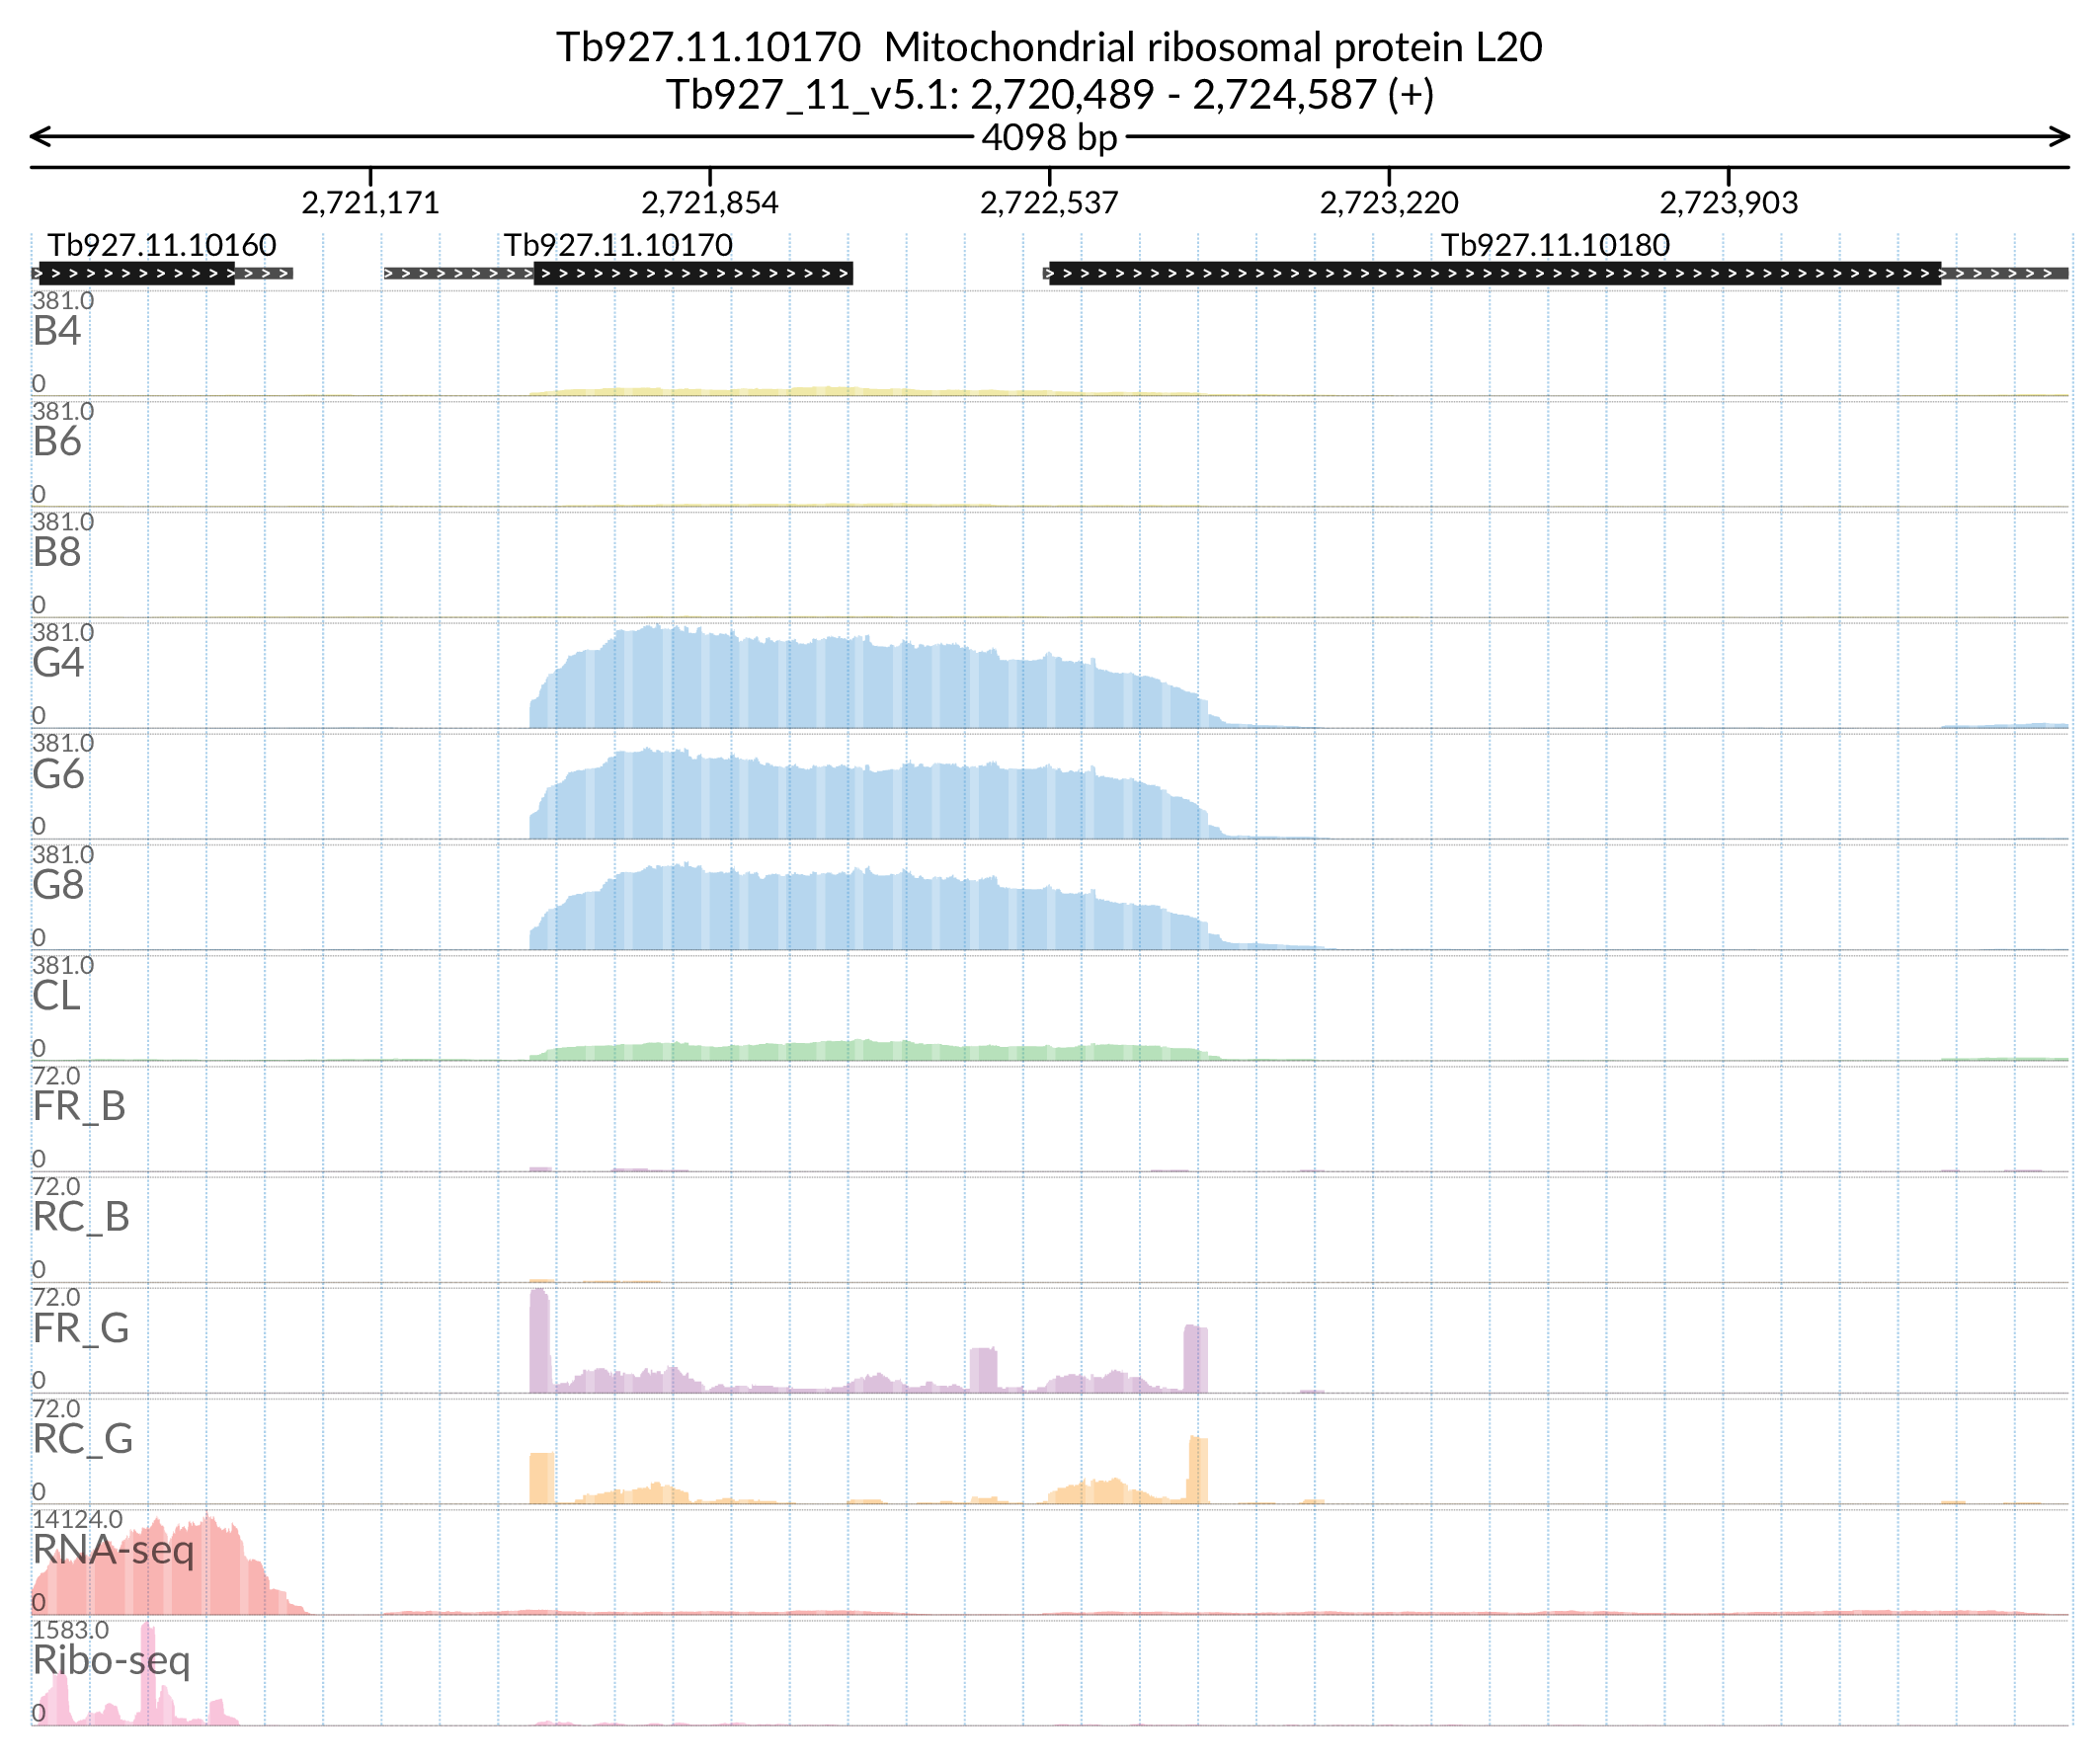 Tb927.11.10170 Mitochondrial ribosomal protein L20
Tb927_11_v5.1: 2,720,489 - 2,724,587 (+)
4098 bp
2,721,171 2,721,854 2,722,537 2,723,220 2,723,903
Tb927.11.10160 Tb927.11.10170 Tb927.11.10180
381.0
B4
0
381.0
B6
0
381.0
B8
0
381.0
G4
0
381.0
G6
0
381.0
G8
0
381.0
CL
0
72.0
FR_B
0
72.0
RC_B
0
72.0
FR_G
0
72.0
RC_G
0
14124.0
RNA-seq
0
1583.0
Ribo-seq
0